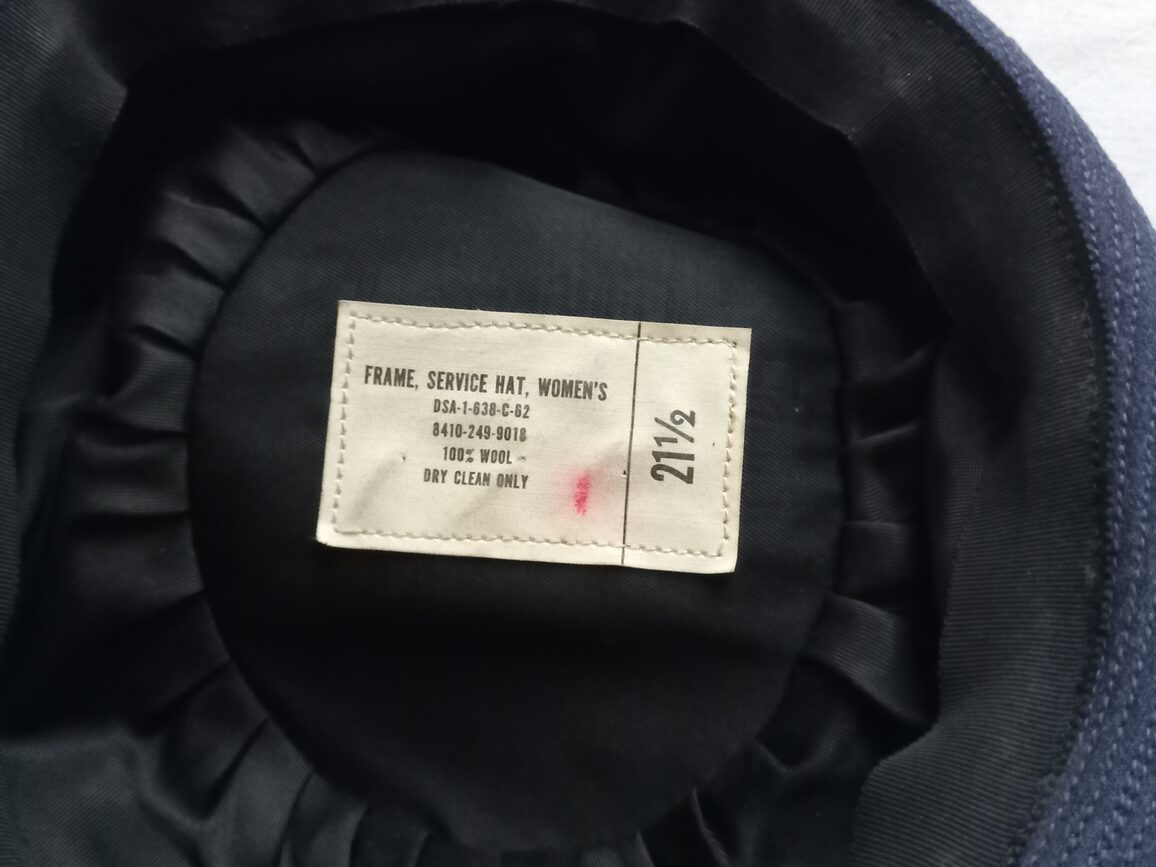 FRAME, SERVICE HAT, WOMEN'S
DSA-1-638-C-62
8410-249-9018
100% WOOL
DRY CLEAN ONLY
21½